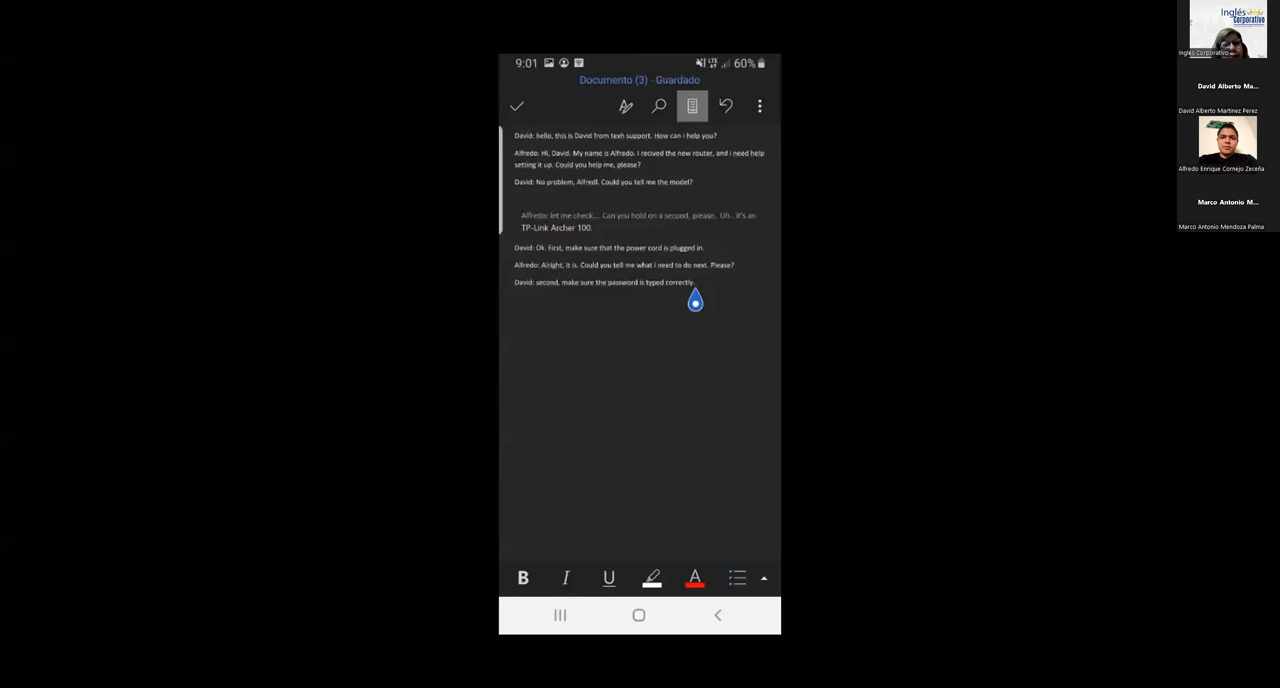 Inglés
Corporativo
Ingles Corporativo
David Alberto Ma...
David Alberto Martinez Perez
Alfredo Enrique Cornejo Zeceña
Marco Antonio M...
Marco Antonio Mendoza Palma
9:01
LTE
60%
Documento (3) - Guardado
David: hello, this is David from texh support. How can i help you?
Alfredo: Hi, David. My name is Alfredo. I recived the new router, and i need help
setting it up. Could you help me, please?
David: No problem, Alfredl. Could you tell me the model?
Alfredo: let me check.... Can you hold on a second, please.. Uh.. it's an
TP-Link Archer 100.
David: Ok. First, make sure that the power cord is plugged in.
Alfredo: Alright, it is. Could you tell me what i need to do next. Please?
David: second, make sure the password is typed correctly.
B I U A